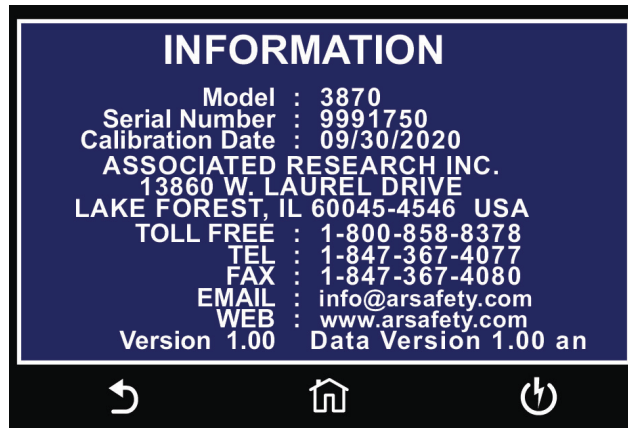 INFORMATION
Model : 3870
Serial Number : 9991750
Calibration Date : 09/30/2020
ASSOCIATED RESEARCH INC.
13860 W. LAUREL DRIVE
LAKE FOREST, IL 60045-4546 USA
TOLL FREE : 1-800-858-8378
TEL : 1-847-367-4077
FAX : 1-847-367-4080
EMAIL : info@arsafety.com
WEB : www.arsafety.com
Version 1.00 Data Version 1.00 an